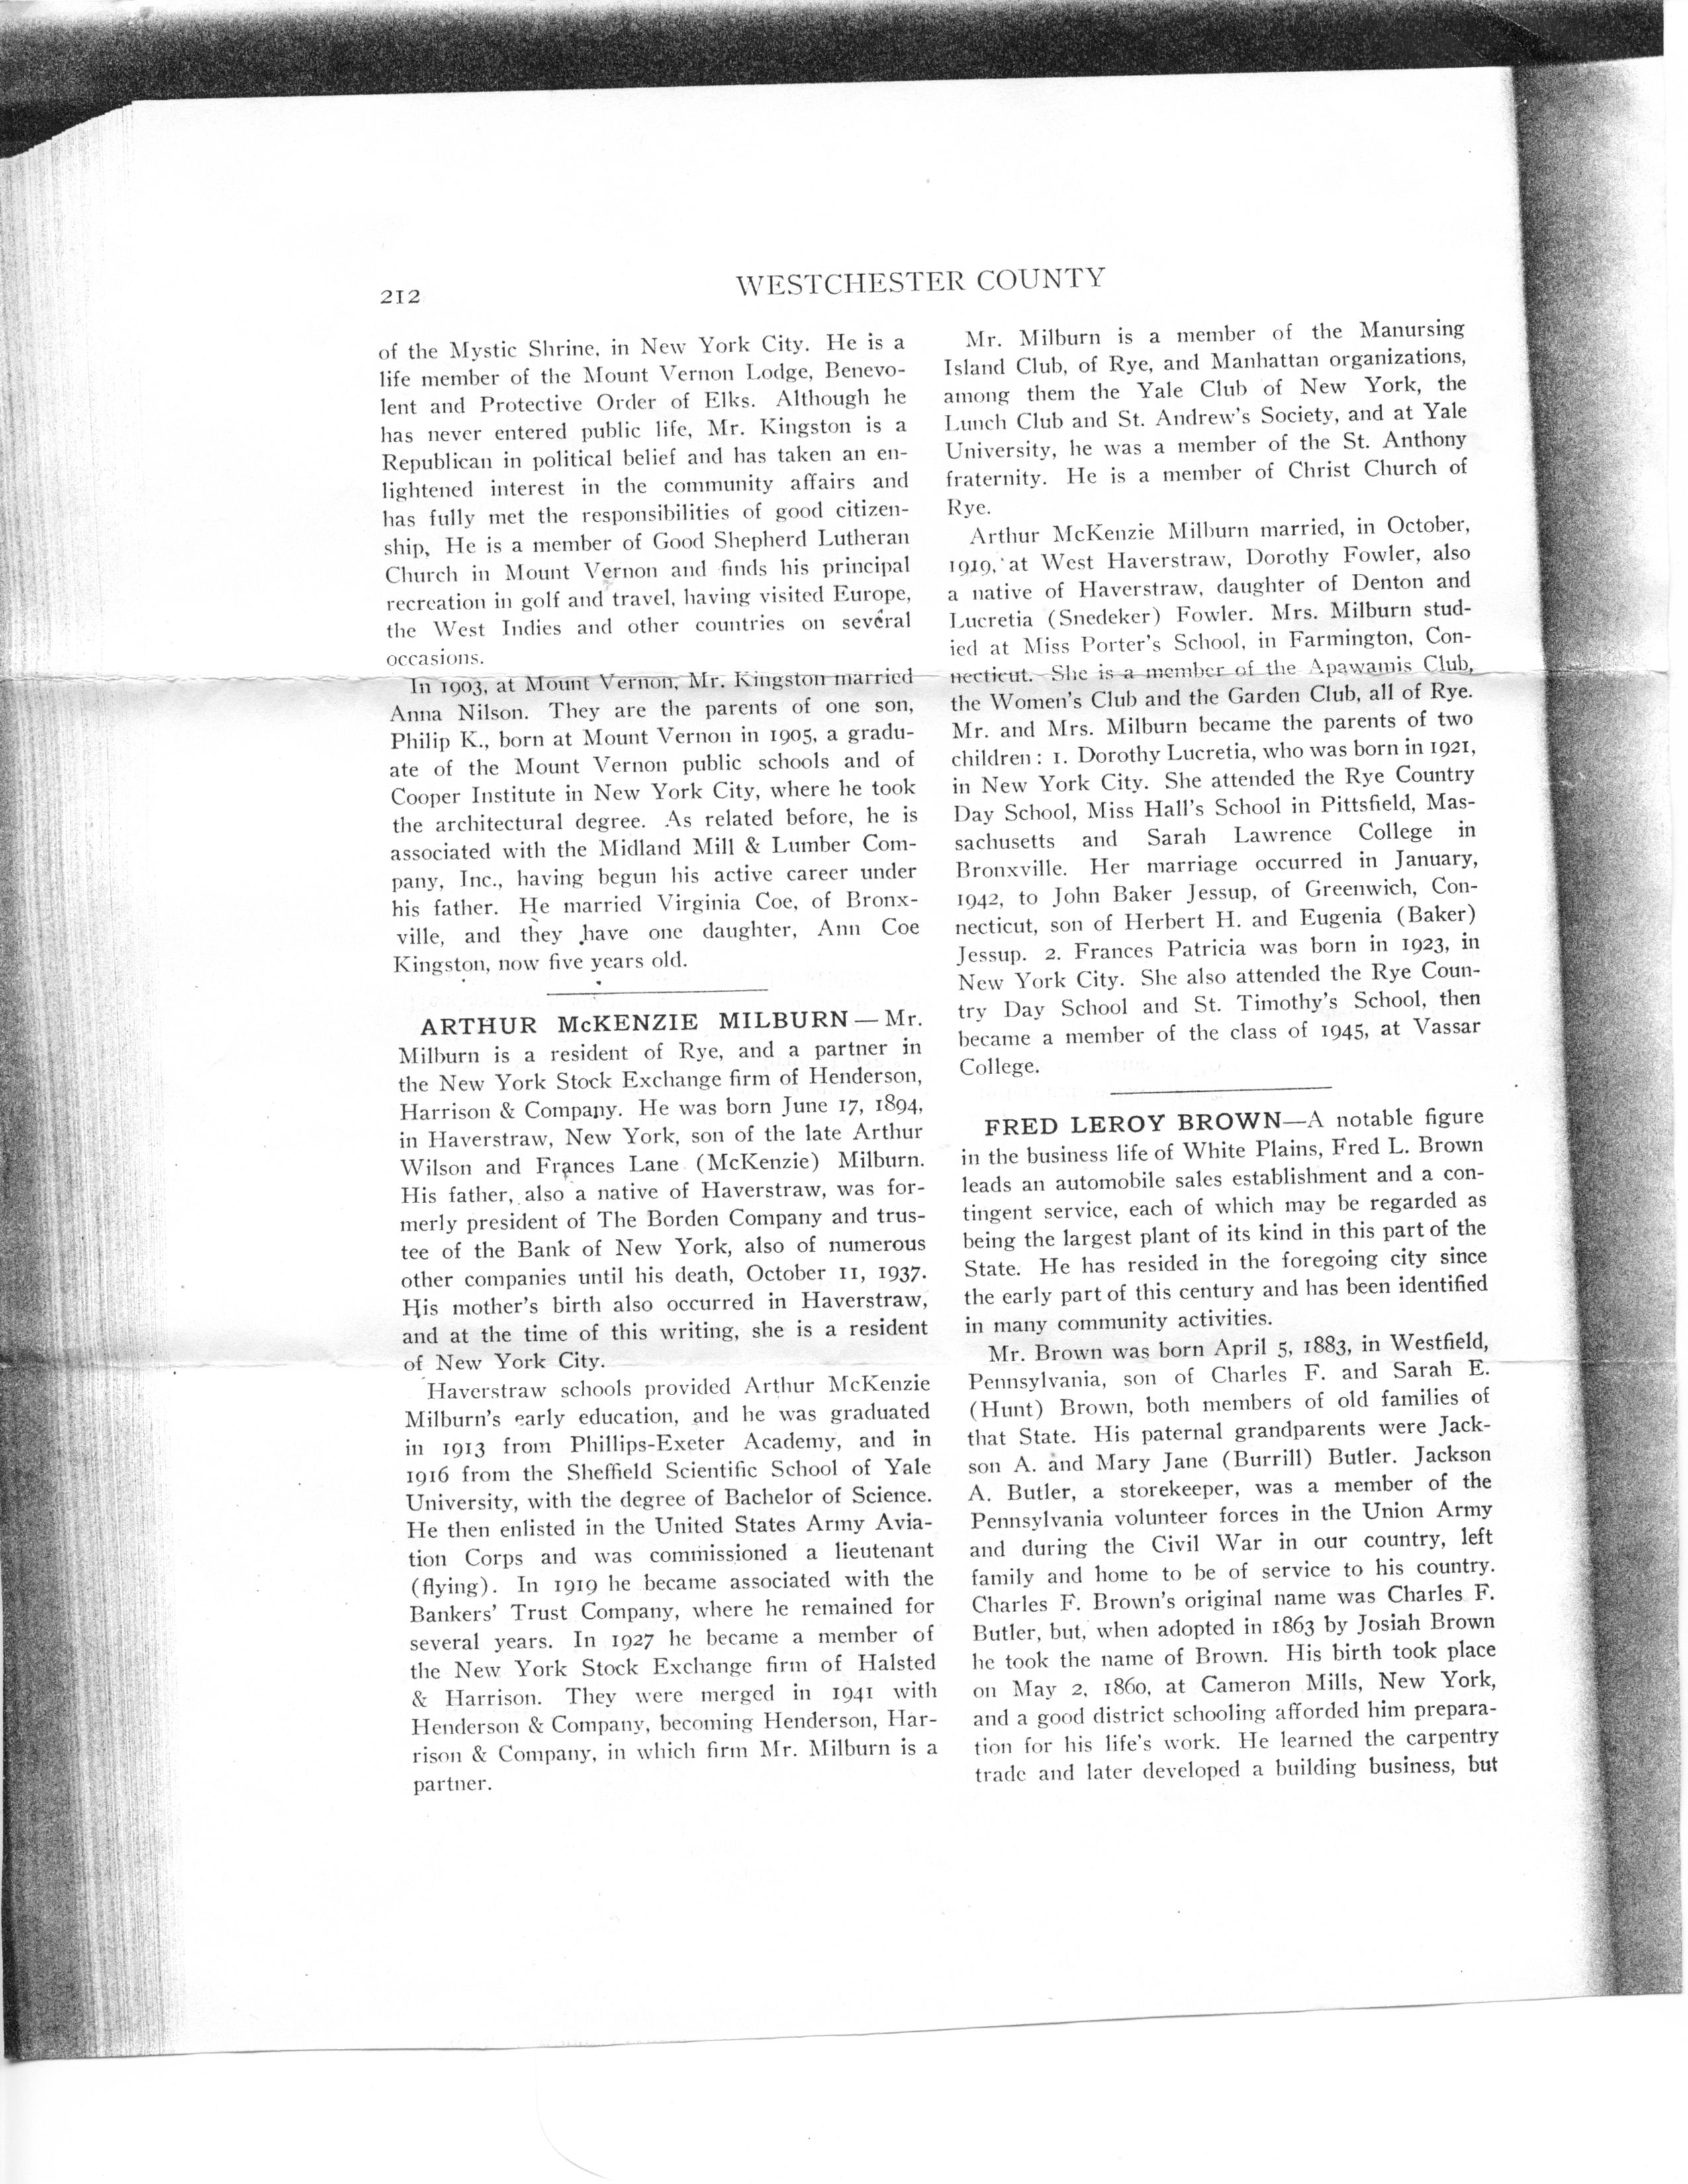 212
WESTCHESTER COUNTY
of the Mystic Shrine, in New York City. He is a
life member of the Mount Vernon Lodge, Benevo-
lent and Protective Order of Elks. Although he
has never entered public life, Mr. Kingston is a
Republican in political belief and has taken an en-
lightened interest in the community affairs and
has fully met the responsibilities of good citizen-
ship, He is a member of Good Shepherd Lutheran
Church in Mount Vernon and finds his principal
recreation in golf and travel, having visited Europe,
the West Indies and other countries on several
occasions.
In 1903, at Mount Vernon, Mr. Kingston married
Anna Nilson. They are the parents of one son,
Philip K., born at Mount Vernon in 1905, a gradu-
ate of the Mount Vernon public schools and of
Cooper Institute in New York City, where he took
the architectural degree. As related before, he is
associated with the Midland Mill & Lumber Com-
pany, Inc., having begun his active career under
his father. He married Virginia Coe, of Bronx-
ville, and they have one daughter, Ann Coe
Kingston, now five years old.
ARTHUR McKENZIE MILBURN — Mr.
Milburn is a resident of Rye, and a partner in
the New York Stock Exchange firm of Henderson,
Harrison & Company. He was born June 17, 1894,
in Haverstraw, New York, son of the late Arthur
Wilson and Frances Lane (McKenzie) Milburn.
His father, also a native of Haverstraw, was for-
merly president of The Borden Company and trus-
tee of the Bank of New York, also of numerous
other companies until his death, October 11, 1937.
His mother's birth also occurred in Haverstraw,
and at the time of this writing, she is a resident
of New York City.
Haverstraw schools provided Arthur McKenzie
Milburn's early education, and he was graduated
in 1913 from Phillips-Exeter Academy, and in
1916 from the Sheffield Scientific School of Yale
University, with the degree of Bachelor of Science.
He then enlisted in the United States Army Avia-
tion Corps and was commissioned a lieutenant
(flying). In 1919 he became associated with the
Bankers' Trust Company, where he remained for
several years. In 1927 he became a member of
the New York Stock Exchange firm of Halsted
& Harrison. They were merged in 1941 with
Henderson & Company, becoming Henderson, Har-
rison & Company, in which firm Mr. Milburn is a
partner.
Mr. Milburn is a member of the Manursing
Island Club, of Rye, and Manhattan organizations,
among them the Yale Club of New York, the
Lunch Club and St. Andrew's Society, and at Yale
University, he was a member of the St. Anthony
fraternity. He is a member of Christ Church of
Rye.
Arthur McKenzie Milburn married, in October,
1919, at West Haverstraw, Dorothy Fowler, also
a native of Haverstraw, daughter of Denton and
Lucretia (Snedeker) Fowler. Mrs. Milburn stud-
ied at Miss Porter's School, in Farmington, Con-
necticut. She is a member of the Apawamis Club,
the Women's Club and the Garden Club, all of Rye.
Mr. and Mrs. Milburn became the parents of two
children: 1. Dorothy Lucretia, who was born in 1921,
in New York City. She attended the Rye Country
Day School, Miss Hall's School in Pittsfield, Mas-
sachusetts and Sarah Lawrence College in
Bronxville. Her marriage occurred in January,
1942, to John Baker Jessup, of Greenwich, Con-
necticut, son of Herbert H. and Eugenia (Baker)
Jessup. 2. Frances Patricia was born in 1923, in
New York City. She also attended the Rye Coun-
try Day School and St. Timothy's School, then
became a member of the class of 1945, at Vassar
College.
FRED LEROY BROWN—A notable figure
in the business life of White Plains, Fred L. Brown
leads an automobile sales establishment and a con-
tingent service, each of which may be regarded as
being the largest plant of its kind in this part of the
State. He has resided in the foregoing city since
the early part of this century and has been identified
in many community activities.
Mr. Brown was born April 5, 1883, in Westfield,
Pennsylvania, son of Charles F. and Sarah E.
(Hunt) Brown, both members of old families of
that State. His paternal grandparents were Jack-
son A. and Mary Jane (Burrill) Butler. Jackson
A. Butler, a storekeeper, was a member of the
Pennsylvania volunteer forces in the Union Army
and during the Civil War in our country, left
family and home to be of service to his country.
Charles F. Brown's original name was Charles F.
Butler, but, when adopted in 1863 by Josiah Brown
he took the name of Brown. His birth took place
on May 2, 1860, at Cameron Mills, New York,
and a good district schooling afforded him prepara-
tion for his life's work. He learned the carpentry
trade and later developed a building business, but